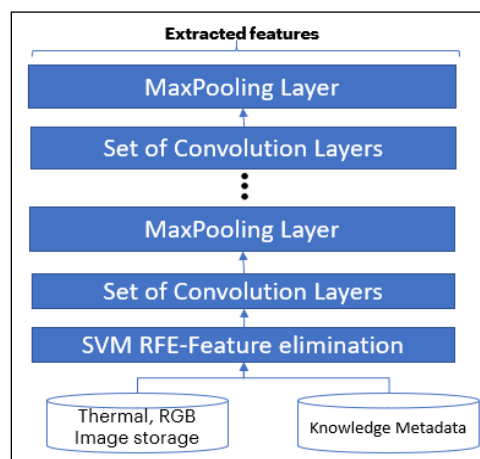 Extracted features
MaxPooling Layer
Set of Convolution Layers
MaxPooling Layer
Set of Convolution Layers
SVM RFE-Feature elimination
Thermal, RGB
Image storage
Knowledge Metadata